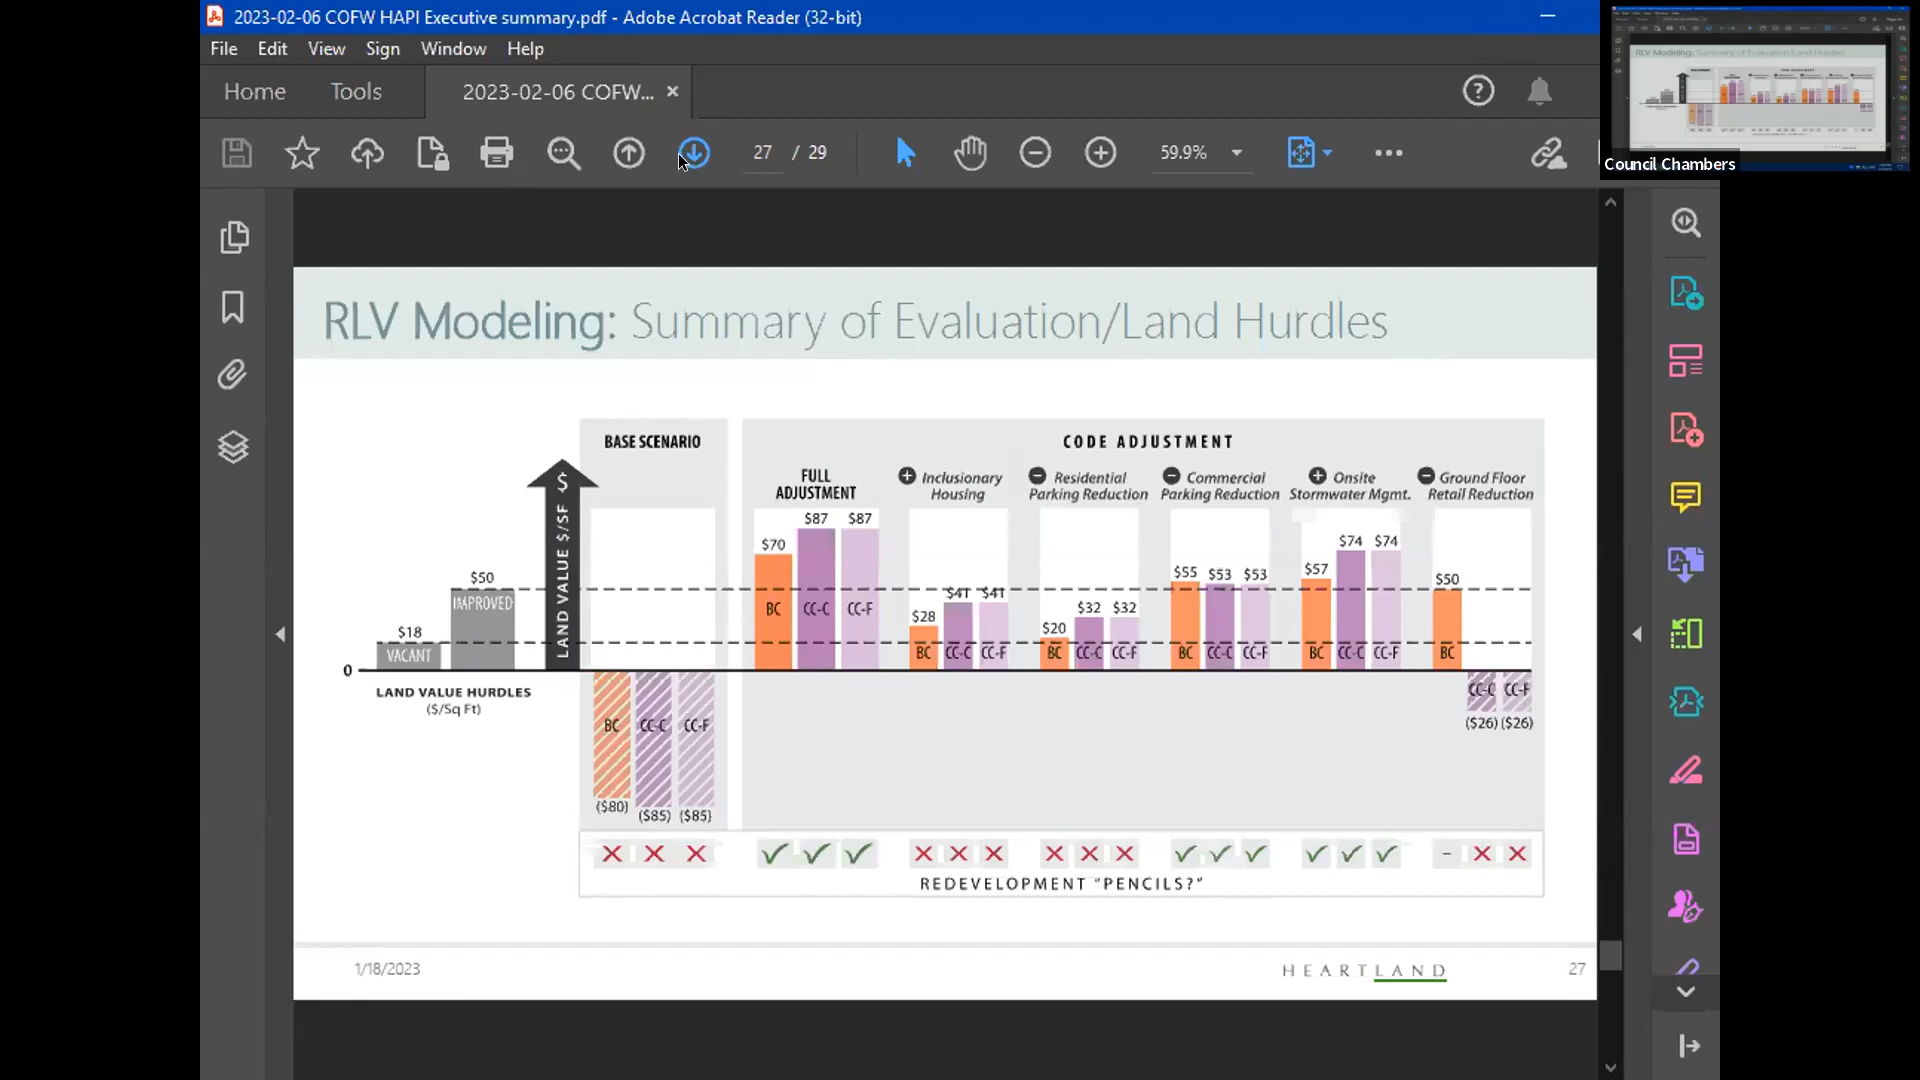 2023-02-06 COFW HAPI Executive summary.pdf - Adobe Acrobat Reader (32-bit)
File Edit View Sign Window Help
Home Tools 2023-02-06 COFW... ×
27 / 29 59.9%
Council Chambers
RLV Modeling: Summary of Evaluation/Land Hurdles
BASE SCENARIO
CODE ADJUSTMENT
FULL
ADJUSTMENT
Inclusionary
Housing
Residential
Parking Reduction
Commercial
Parking Reduction
Onsite
Stormwater Mgmt.
Ground Floor
Retail Reduction
LAND VALUE $/SF $
$70 $87 $87
$28 $41 $41
$20 $32 $32
$55 $53 $53
$57 $74 $74
$50
$50
IMPROVED
$18
VACANT
BC CC-C CC-F
BC CC-C CC-F
BC CC-C CC-F
BC CC-C CC-F
BC CC-C CC-F
BC
0
LAND VALUE HURDLES
($/Sq Ft)
BC CC-C CC-F
($80) ($85) ($85)
CC-C CC-F
($26) ($26)
REDEVELOPMENT "PENCILS?"
1/18/2023
HEARTLAND
27